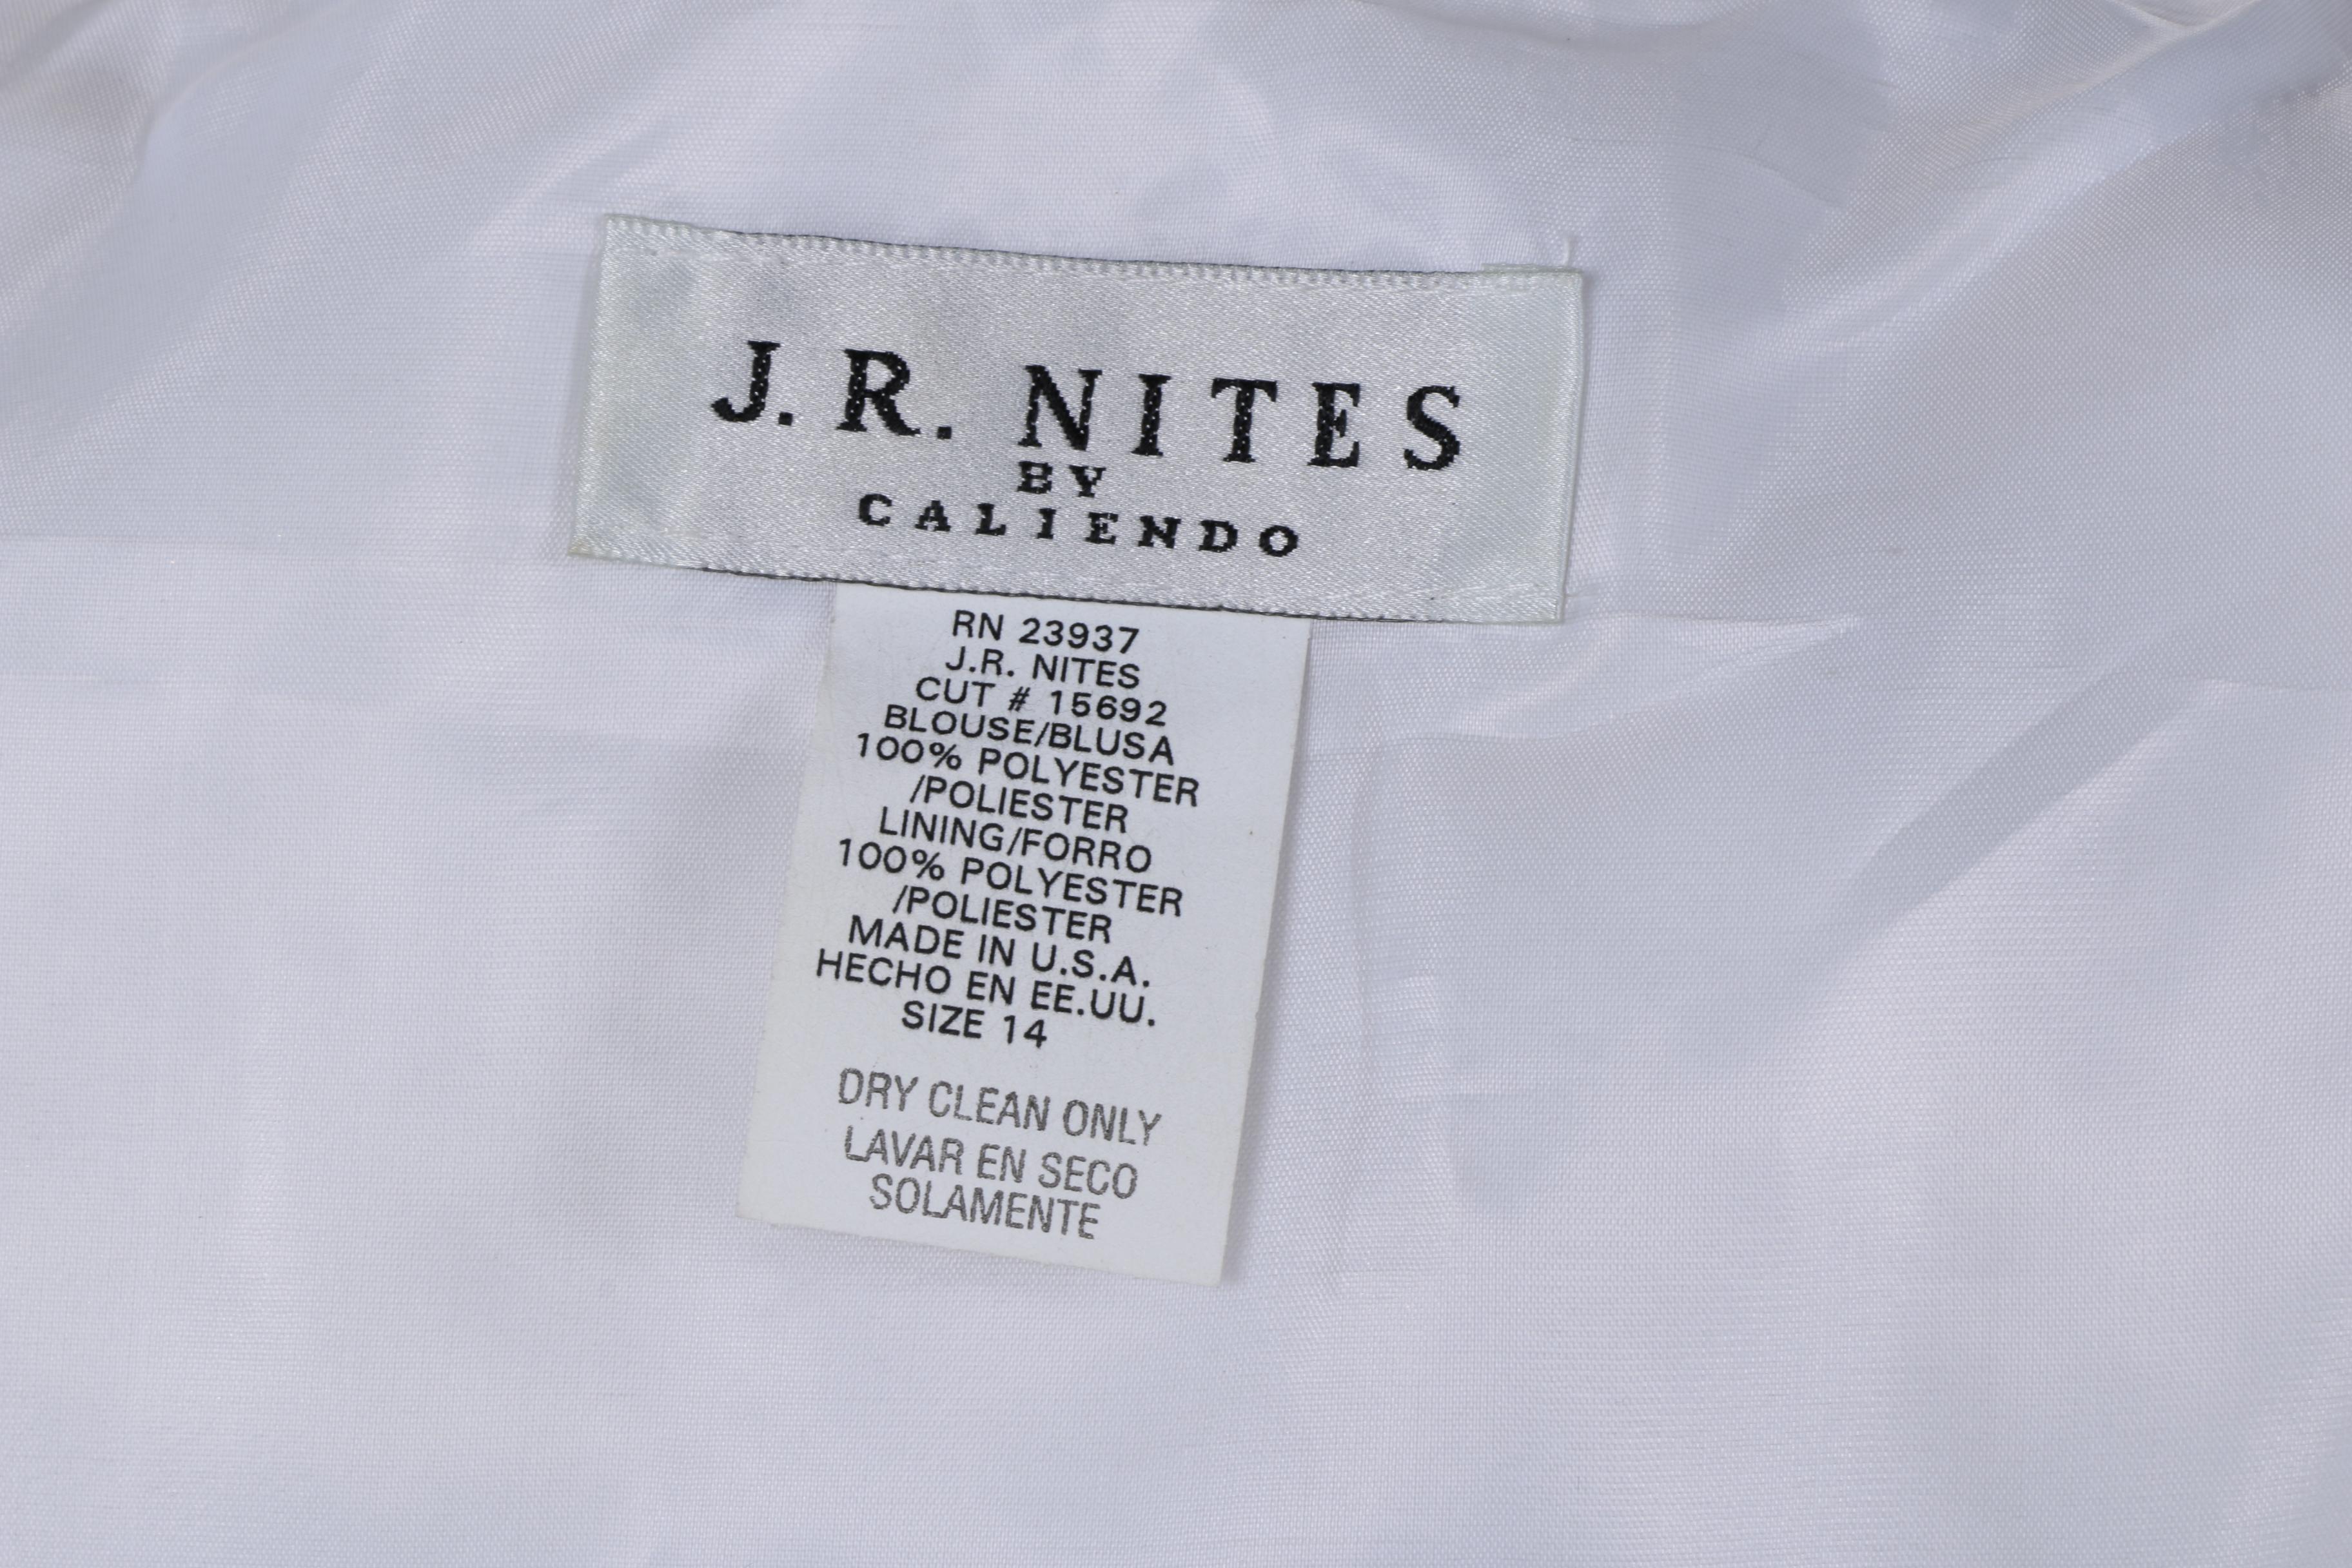 J.R. NITES
BY
CALIENDO
RN 23937
J.R. NITES
CUT # 15692
BLOUSE/BLUSA
100% POLYESTER
/POLIESTER
LINING/FORRO
100% POLYESTER
/POLIESTER
MADE IN U.S.A.
HECHO EN EE.UU.
SIZE 14
DRY CLEAN ONLY
LAVAR EN SECO
SOLAMENTE